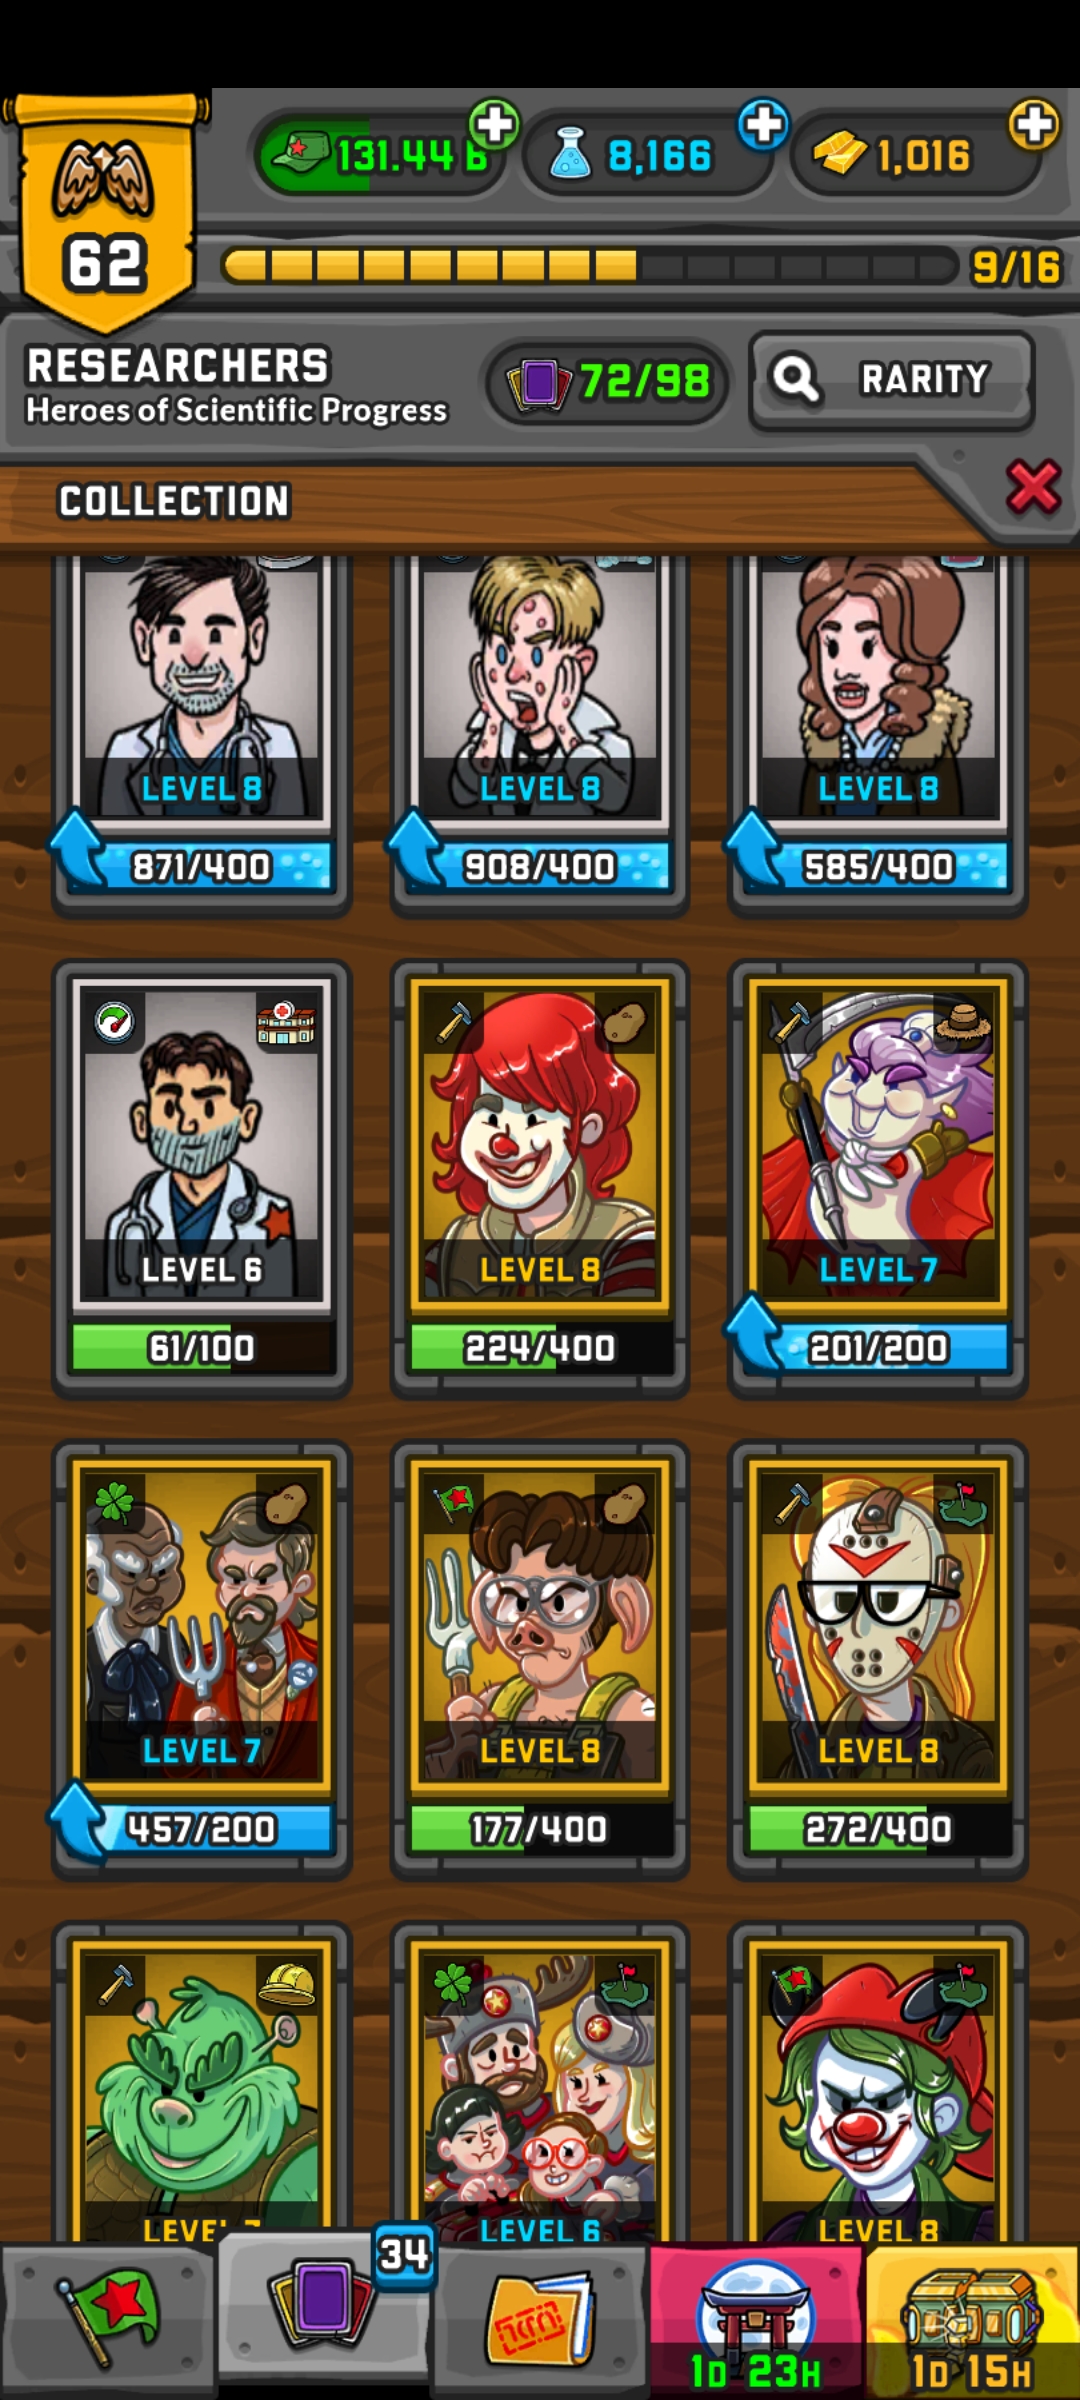 131.44 B
8,166
1,016
62
9/16
RESEARCHERS
Heroes of Scientific Progress
72/98
RARITY
COLLECTION
LEVEL 8
LEVEL 8
LEVEL 8
871/400
908/400
585/400
LEVEL 6
LEVEL 8
LEVEL 7
61/100
224/400
201/200
LEVEL 7
LEVEL 8
LEVEL 8
457/200
177/400
272/400
LEVEL 7
LEVEL 6
LEVEL 8
34
1D 23H
1D 15H